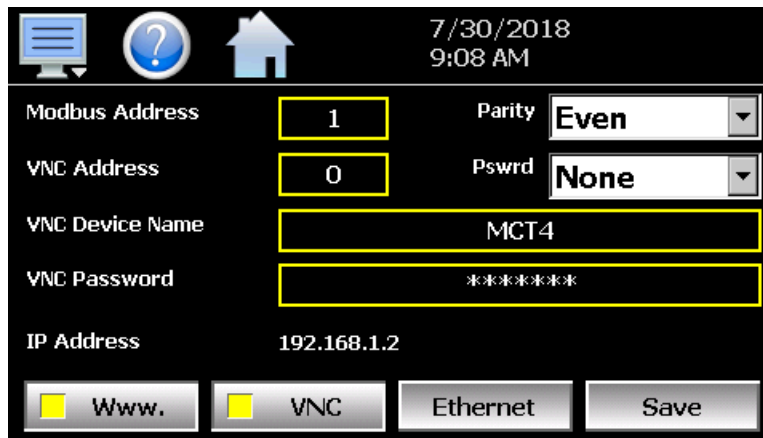 ?
7/30/2018
9:08 AM
Modbus Address 1 Parity Even
VNC Address 0 Pswrd None
VNC Device Name MCT4
VNC Password *******
IP Address 192.168.1.2
Www. VNC Ethernet Save